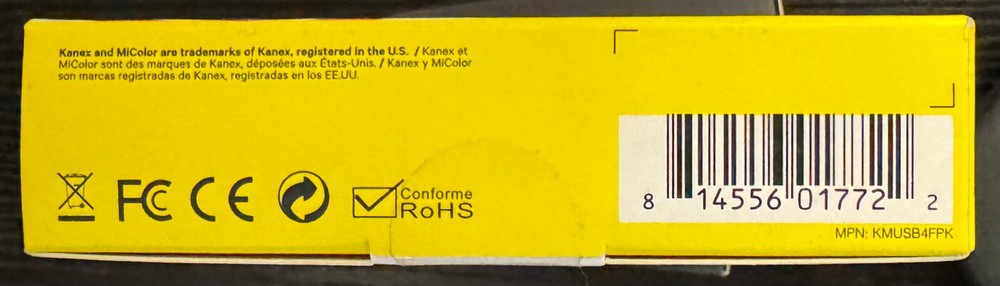 Kanex and MiColor are trademarks of Kanex, registered in the U.S. / Kanex et
MiColor sont des marques de Kanex, déposées aux États-Unis. / Kanex y MiColor
son marcas registradas de Kanex, registradas en los EE.UU.
FC CE Conforme
RoHS
8 14556 01772 2
MPN: KMUSB4FPK